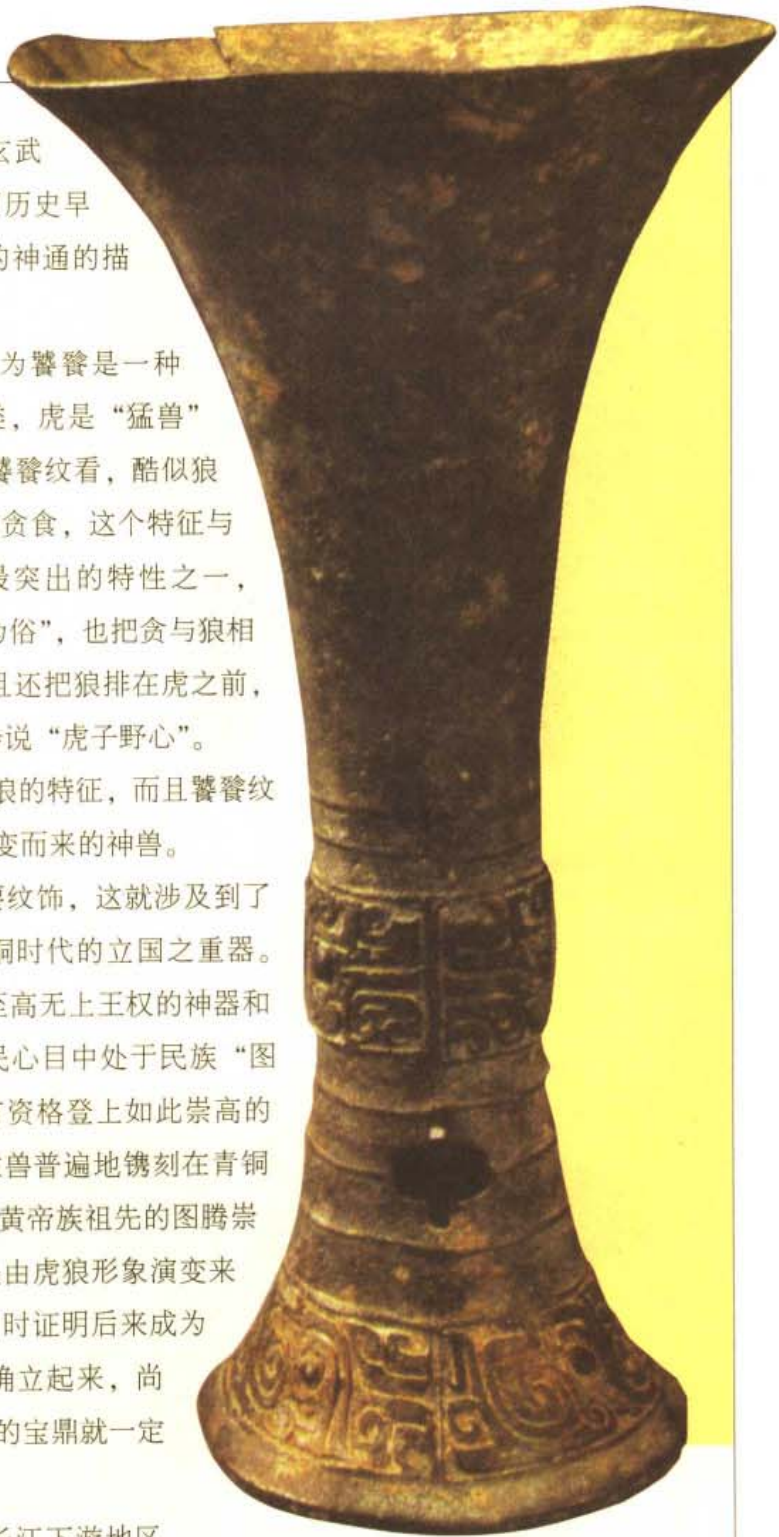 玄武
历史早
的神通的描
为饕餮是一种
，虎是“猛兽”
饕餮纹看，酷似狼
贪食，这个特征与
最突出的特性之一，
为俗”，也把贪与狼相
且还把狼排在虎之前，
说“虎子野心”。
狼的特征，而且饕餮纹
变而来的神兽。
要纹饰，这就涉及到了
铜时代的立国之重器。
至高无上王权的神器和
民心目中处于民族“图
资格登上如此崇高的
兽普遍地镌刻在青铜
黄帝族祖先的图腾崇
由虎狼形象演变来
时证明后来成为
确立起来，尚
的宝鼎就一定
长江下游地区